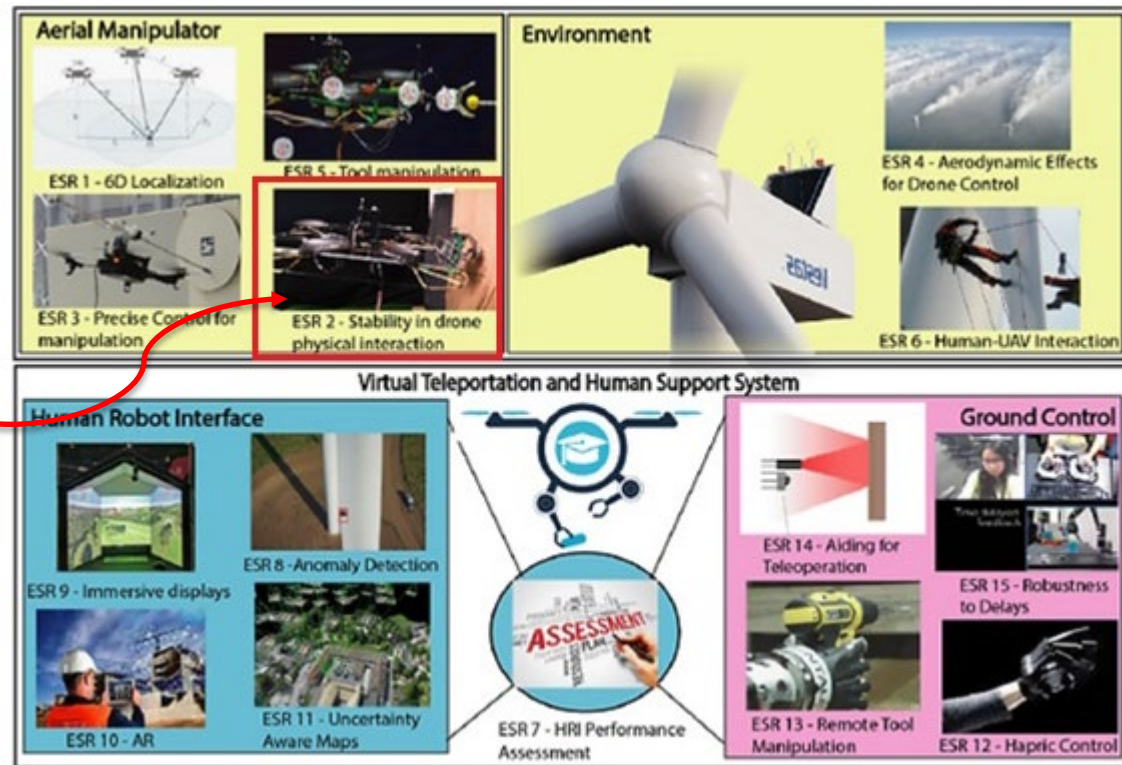 Aerial Manipulator
ESR 1 - 6D Localization
ESR 5 - Tool manipulation
ESR 3 - Precise Control for
manipulation
ESR 2 - Stability in drone
physical interaction
Environment
Vestas
ESR 4 - Aerodynamic Effects
for Drone Control
ESR 6 - Human-UAV Interaction
Virtual Teleportation and Human Support System
Human Robot Interface
ESR 9 - Immersive displays
ESR 8 -Anomaly Detection
ESR 10 - AR
ESR 11 - Uncertainty
Aware Maps
ASSESSMENT
PLAN
ESR 7 - HRI Performance
Assessment
Ground Control
ESR 14 - Aiding for
Teleoperation
feedback
ESR 15 - Robustness
to Delays
ESR 13 - Remote Tool
Manipulation
ESR 12 - Hapric Control